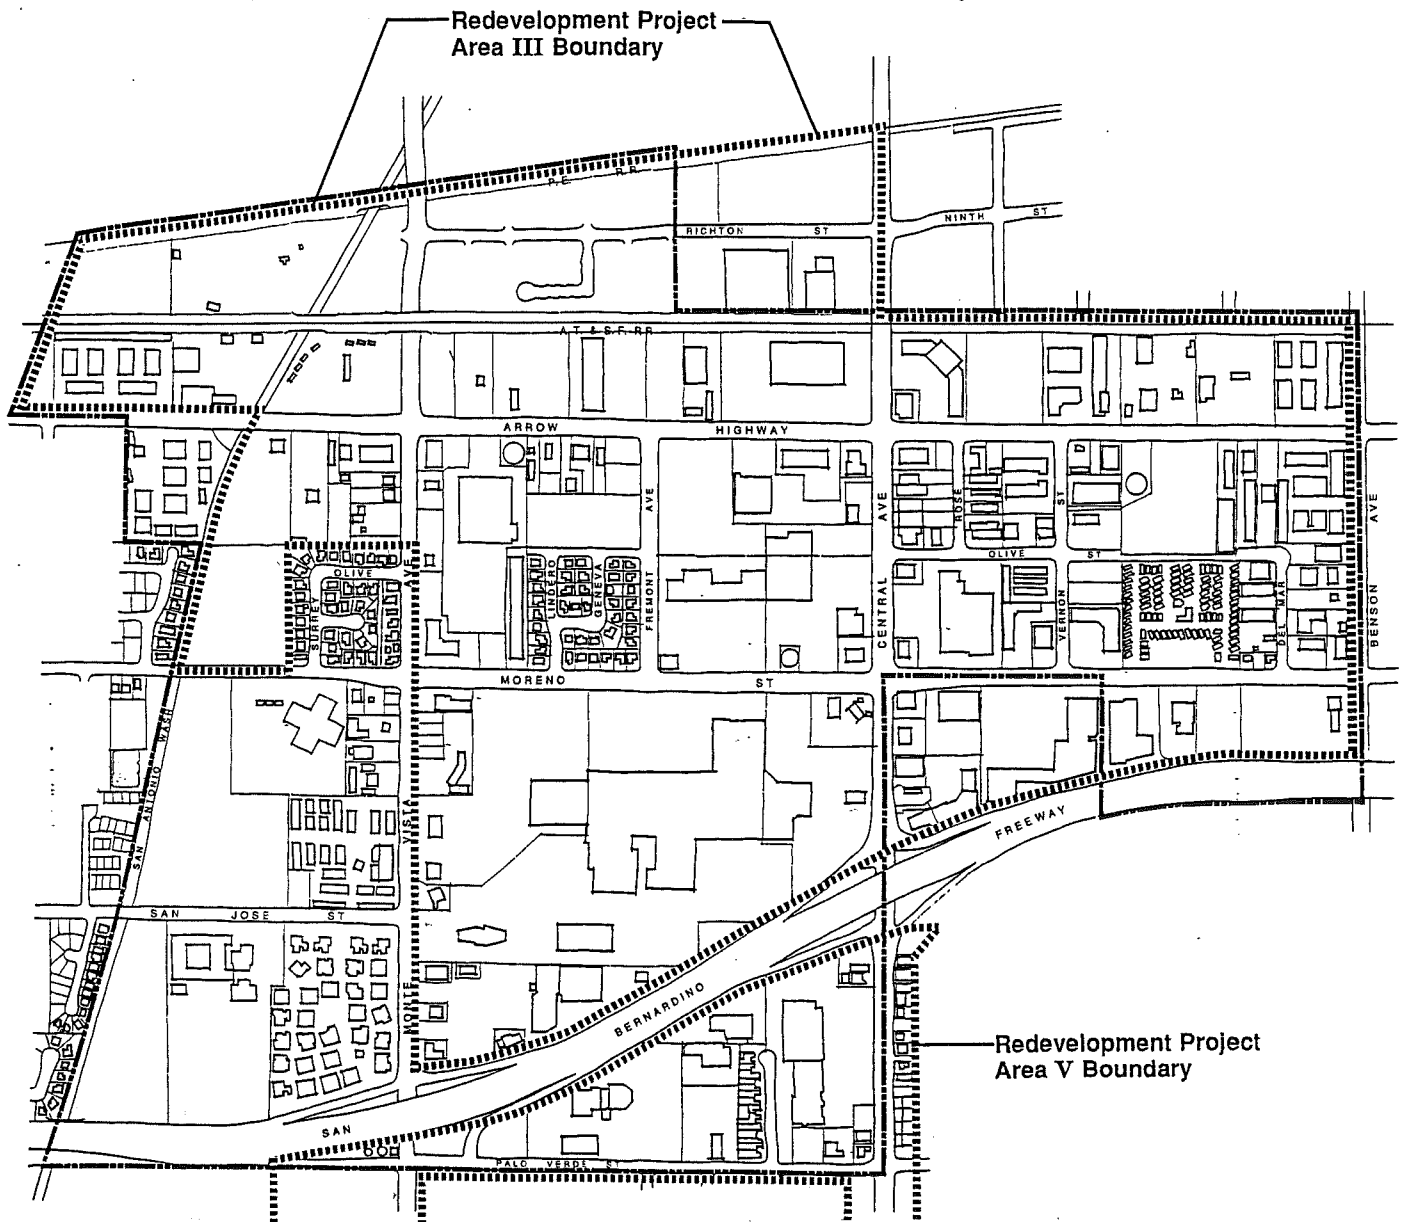 Redevelopment Project
Area III Boundary
P.E. R.R.
NINTH ST
RICHTON ST
A.T. & S.F. RR
ARROW HIGHWAY
AVE
AVE
ROSE
ST
AVE
OLIVE ST
OLIVE
AVE
LINDERO
GENEVA
SURREY
FREMONT
CENTRAL
VERNON
DEL MAR
BENSON
MORENO ST
SAN ANTONIO WASH
VISTA
FREEWAY
SAN JOSE ST
MONTE
BERNARDINO
Redevelopment Project
Area V Boundary
SAN
PALO VERDE ST